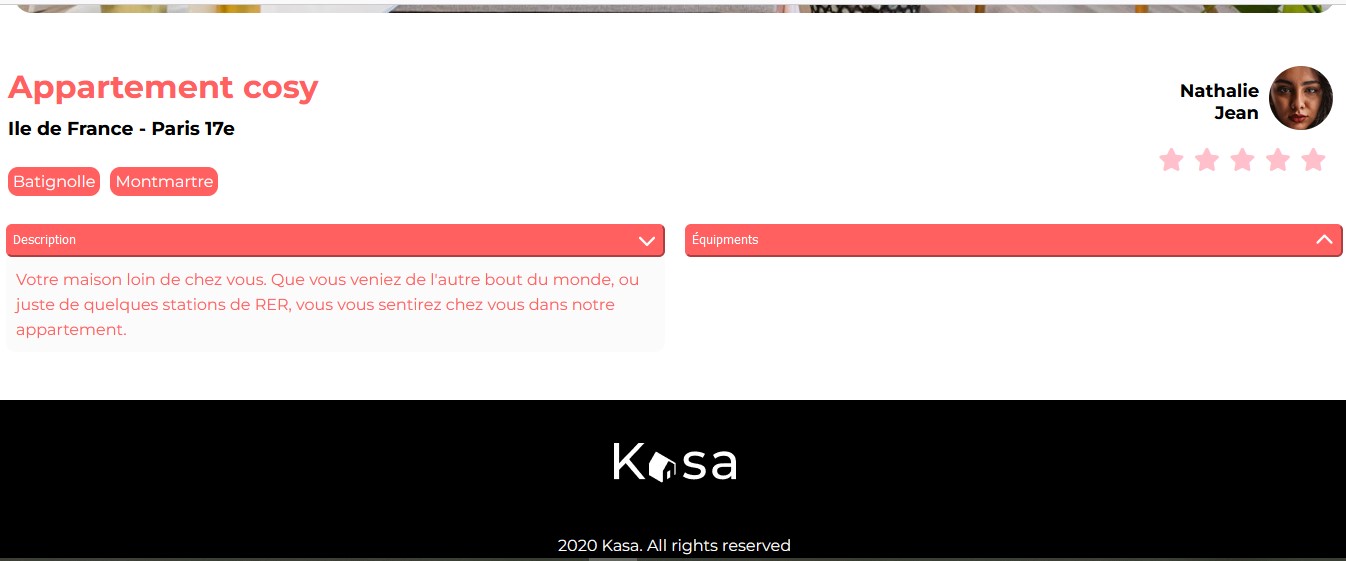 Appartement cosy
Ile de France - Paris 17e
Nathalie
Jean
Batignolle
Montmartre
Description
Votre maison loin de chez vous. Que vous veniez de l'autre bout du monde, ou
juste de quelques stations de RER, vous vous sentirez chez vous dans notre
appartement.
Équipments
Kasa
2020 Kasa. All rights reserved